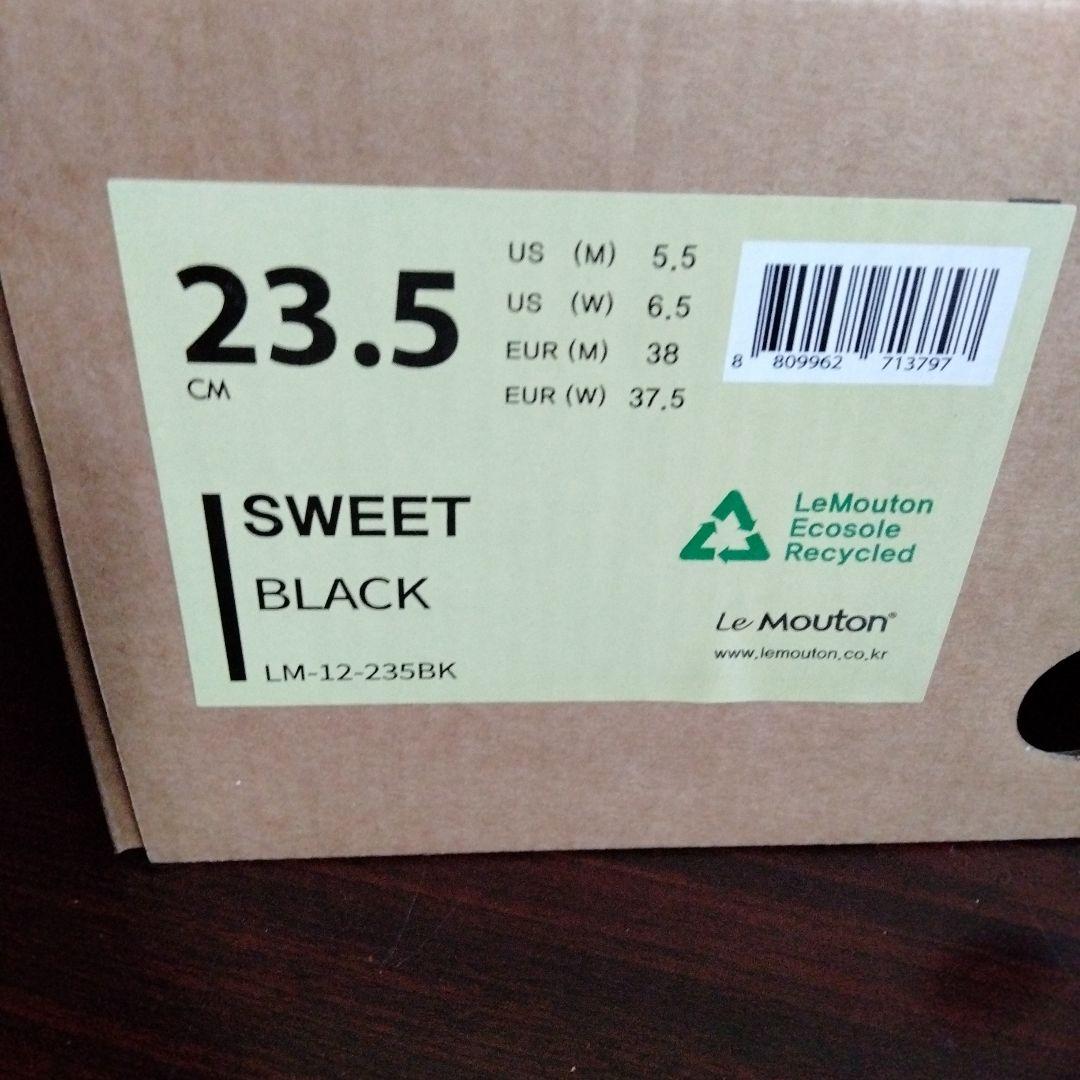 23.5
CM
US (M) 5.5
US (W) 6.5
EUR (M) 38
EUR (W) 37.5
8 809962 713797
SWEET
BLACK
LM-12-235BK
LeMouton
Ecosole
Recycled
Le Mouton®
www.lemouton.co.kr